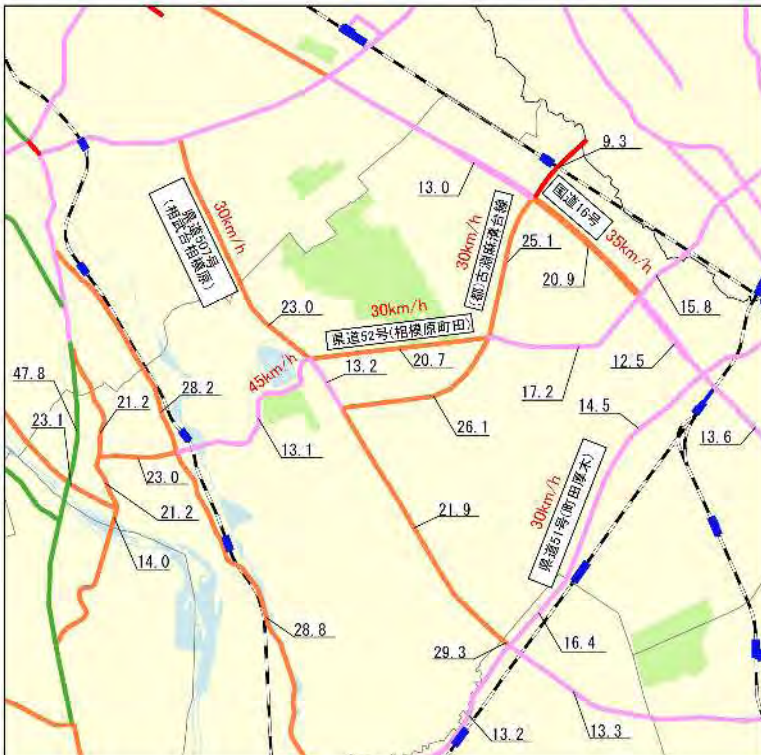 9.3
13.0
国道16号
35km/h
30km/h
県道507号
(相武台相模原)
30km/h
(都)古淵麻溝台線
25.1
20.9
15.8
23.0
30km/h
県道52号(相模原町田)
20.7
45km/h
13.2
12.5
17.2
47.8
23.1
21.2
28.2
14.5
13.1
26.1
13.6
23.0
21.2
21.9
30km/h
県道51号(町田厚木)
14.0
28.8
29.3
16.4
13.2
13.3